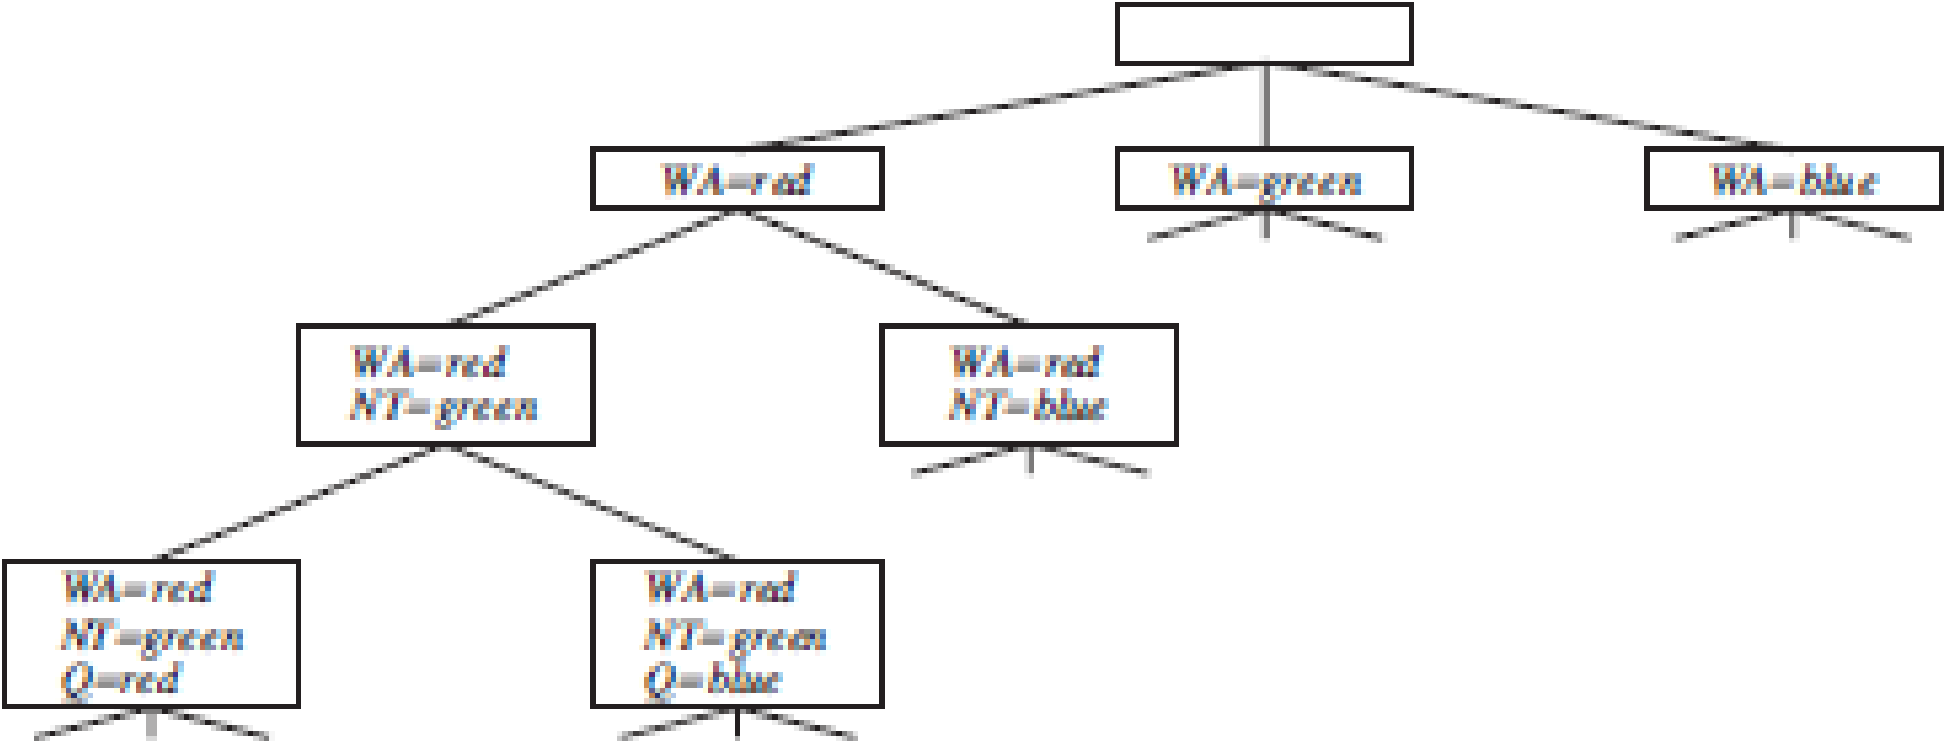 WA=red
WA=green
WA=blue
WA=red
NT=green
WA=red
NT=blue
WA=red
NT=green
Q=red
WA=red
NT=green
Q=blue